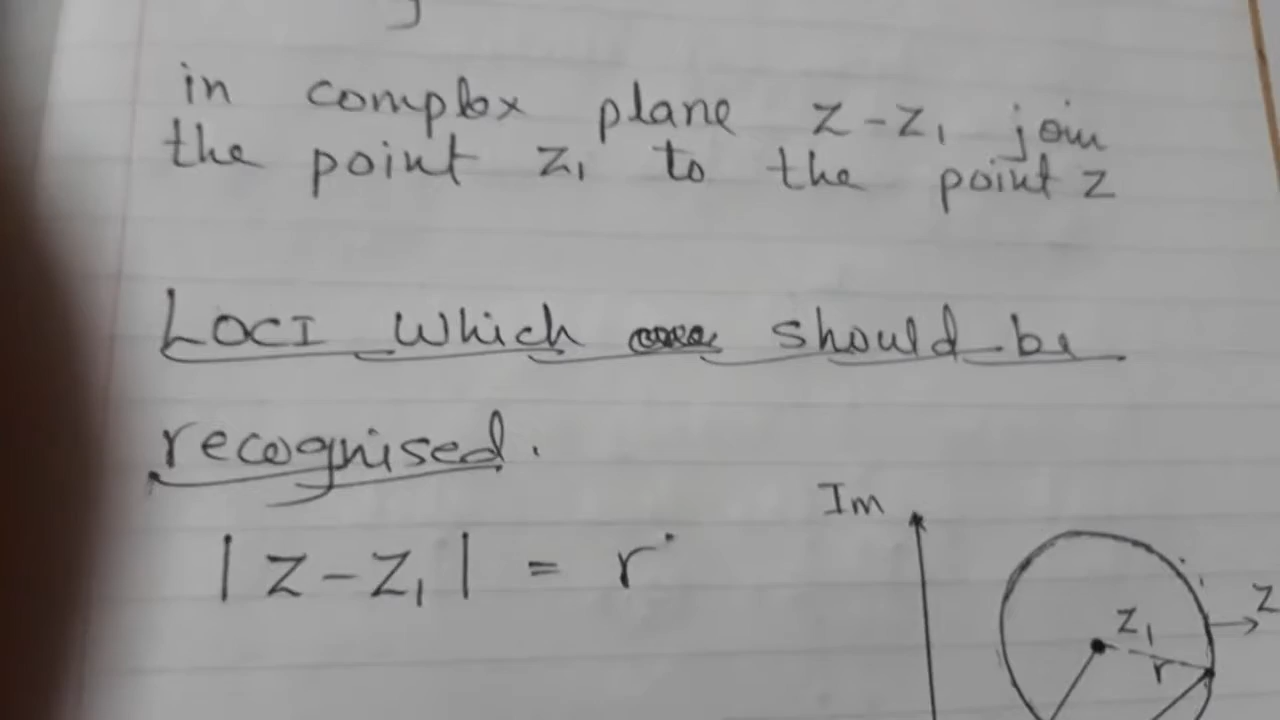 in complex plane z-z₁ join
the point z₁ to the point z
LOCI which should be
recognised.
|z-z₁| = r
Im
z₁
r
z